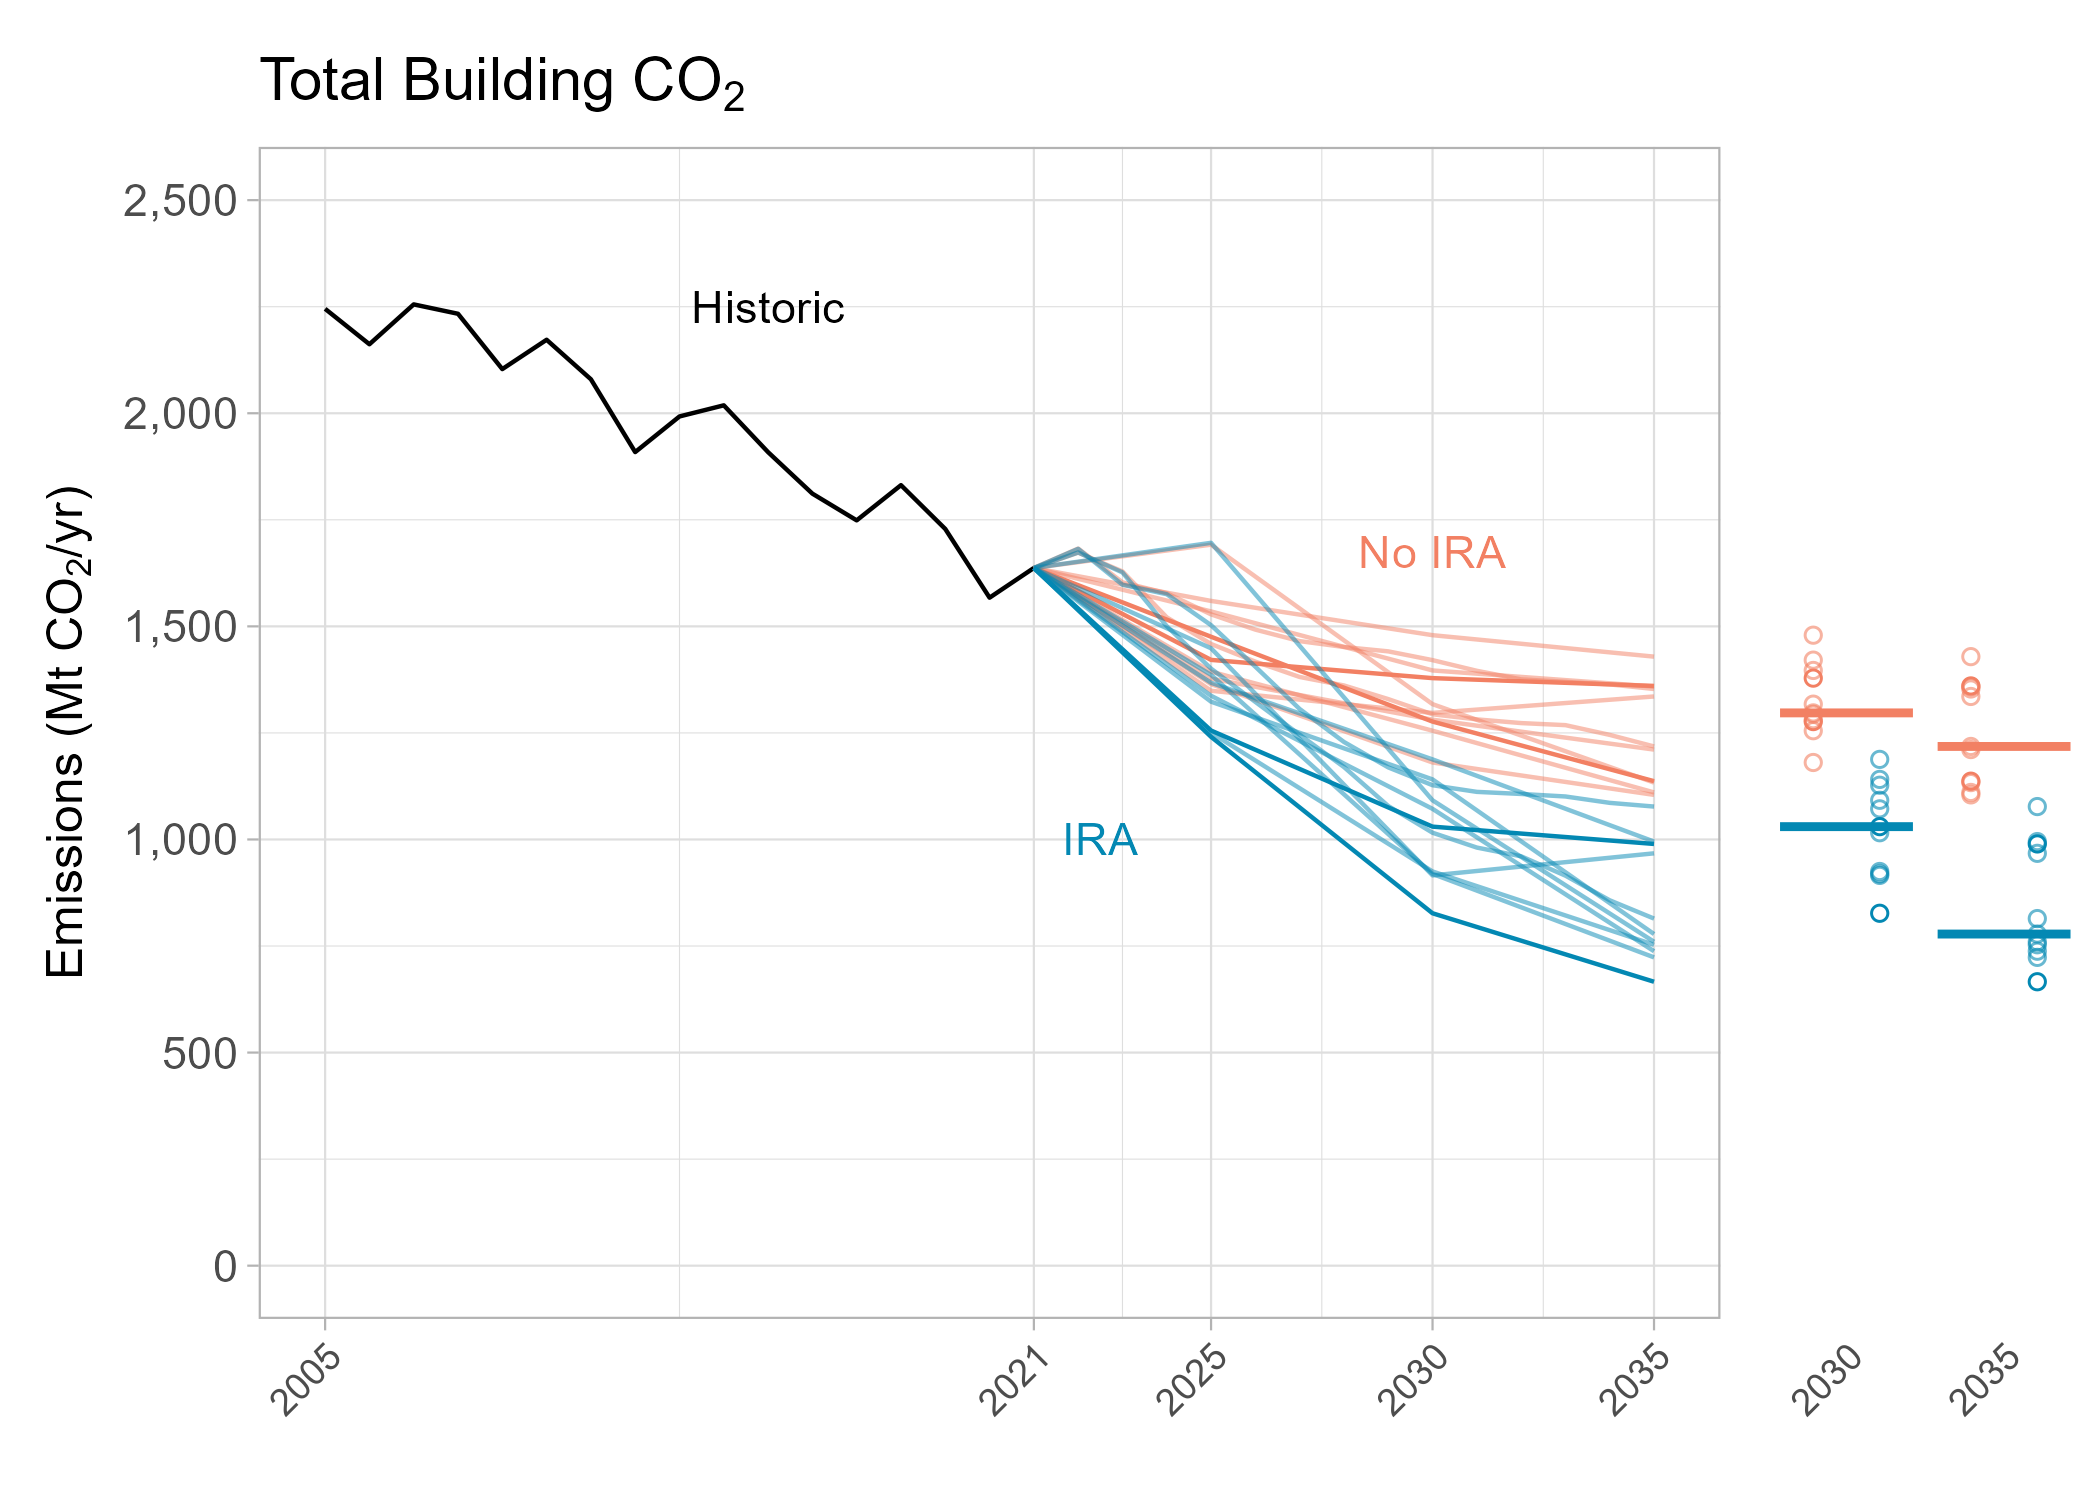 Total Building CO₂
Emissions (Mt CO₂/yr)
2,500
2,000
1,500
1,000
500
0
Historic
No IRA
IRA
2005
2021
2025
2030
2035
2030
2035